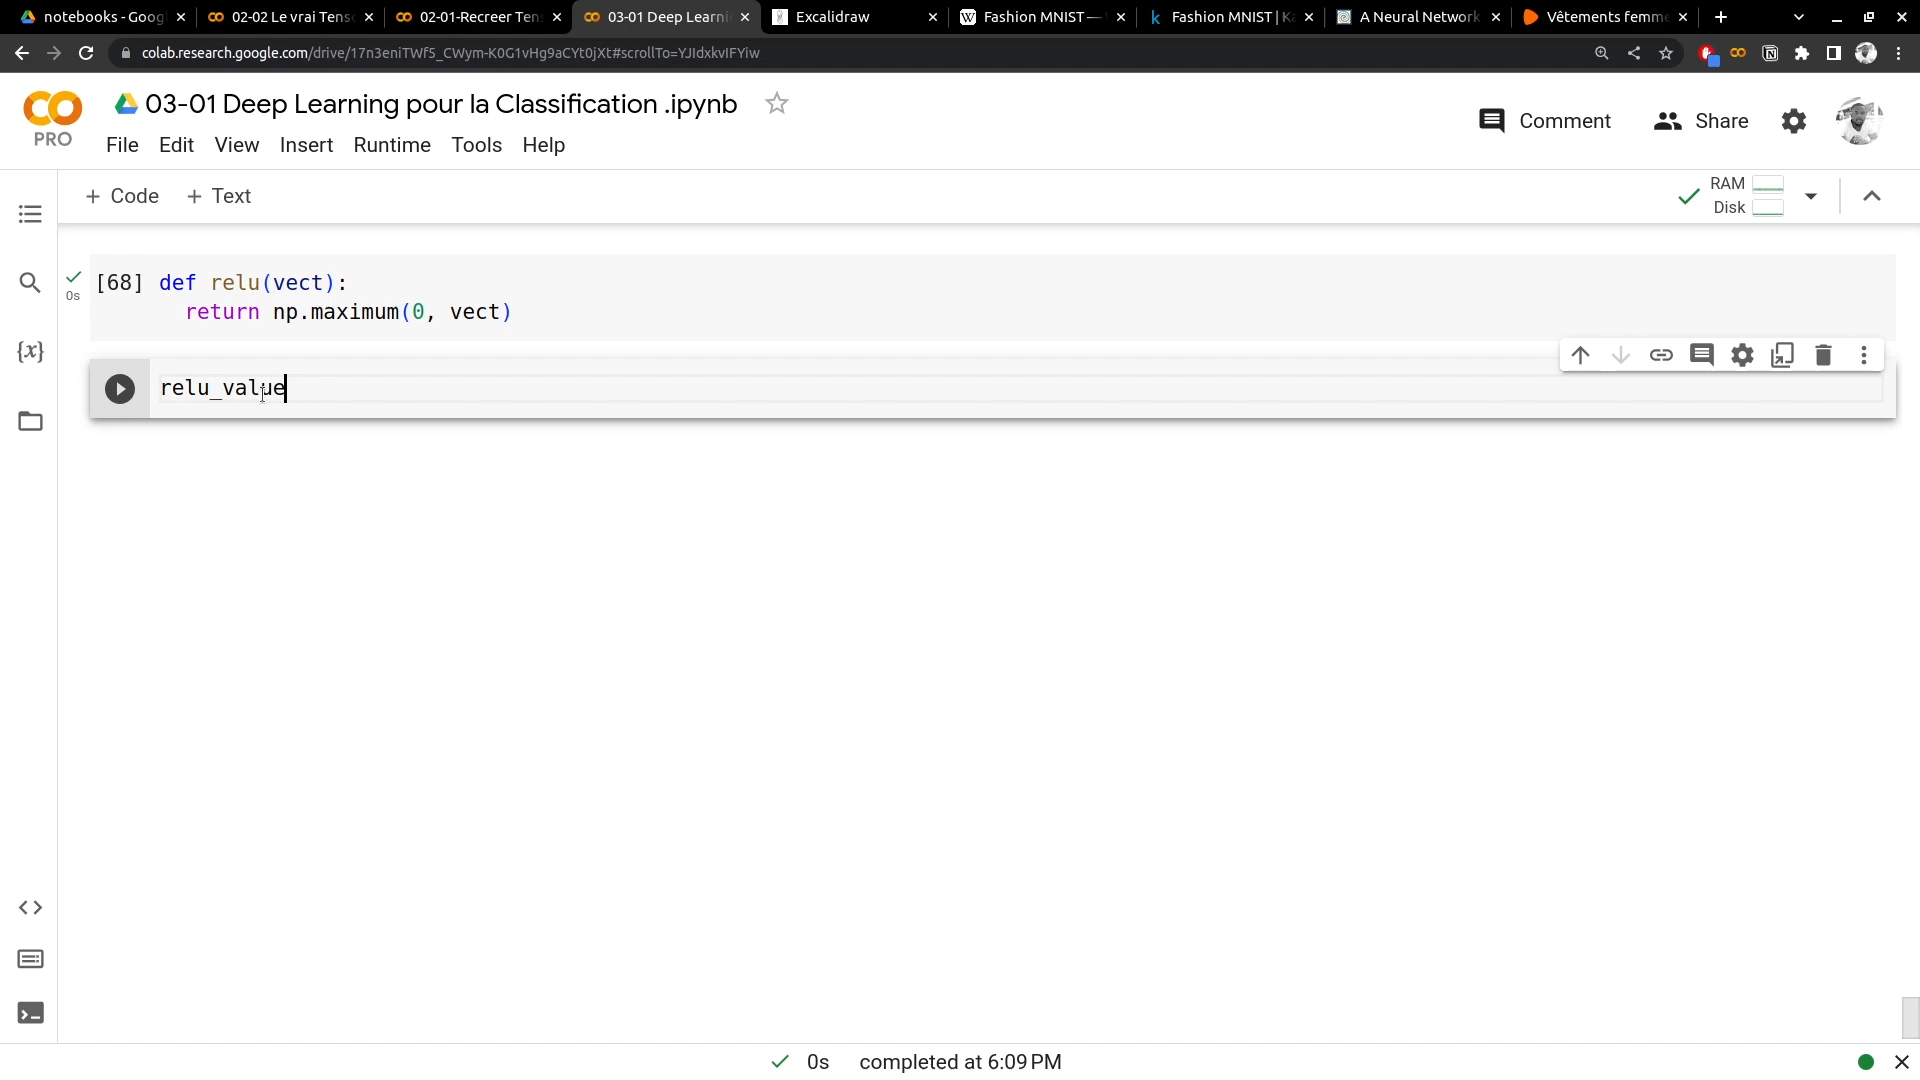 notebooks - Goog
02-02 Le vrai Tens
02-01-Recreer Ten
03-01 Deep Learni
Excalidraw
Fashion MNIST —
Fashion MNIST | Ka
A Neural Network
Vêtements femme
colab.research.google.com/drive/17n3eniTWf5_CWym-K0G1vHg9aCYt0jXt#scrollTo=YJIdxkvIFYiw
PRO
03-01 Deep Learning pour la Classification .ipynb
Comment
Share
File Edit View Insert Runtime Tools Help
+ Code + Text
RAM
Disk
[68] def relu(vect):
0s
return np.maximum(0, vect)
{x}
relu_value
0s completed at 6:09 PM